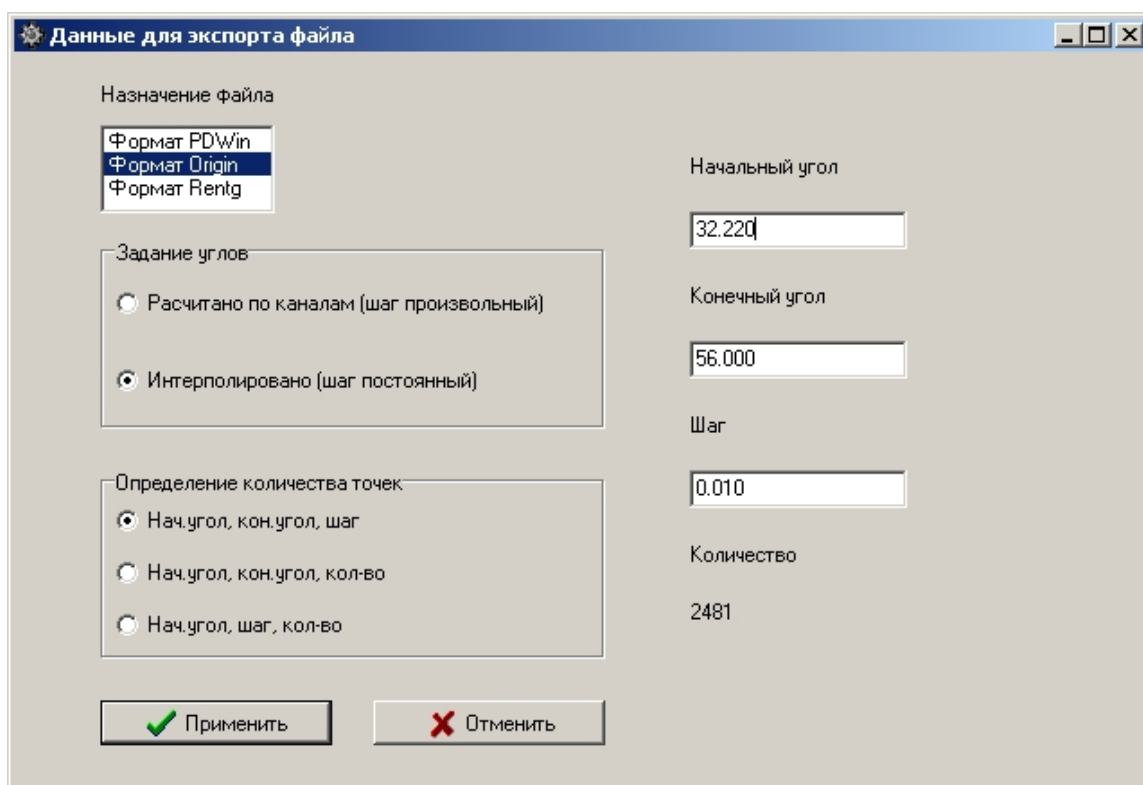 Данные для экспорта файла
Назначение файла
Формат PDWin
Формат Origin
Формат Rentg
Задание углов
Расчитано по каналам (шаг произвольный)
Интерполировано (шаг постоянный)
Определение количества точек
Нач.угол, кон.угол, шаг
Нач.угол, кон.угол, кол-во
Нач.угол, шаг, кол-во
Применить
Отменить
Начальный угол
32.220
Конечный угол
56.000
Шаг
0.010
Количество
2481